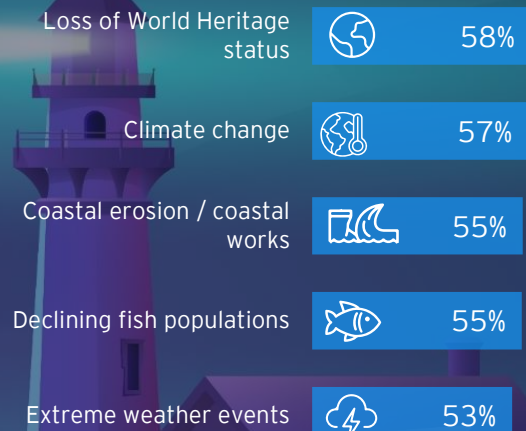 Loss of World Heritage
status
58%
Climate change
57%
Coastal erosion / coastal
works
55%
Declining fish populations
55%
Extreme weather events
53%